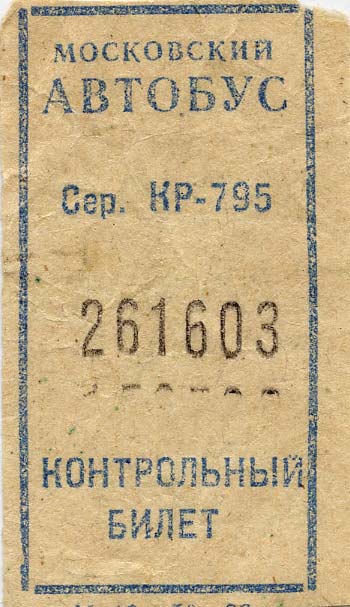 МОСКОВСКИЙ
АВТОБУС
Сер. КР-795
261603
КОНТРОЛЬНЫЙ
БИЛЕТ